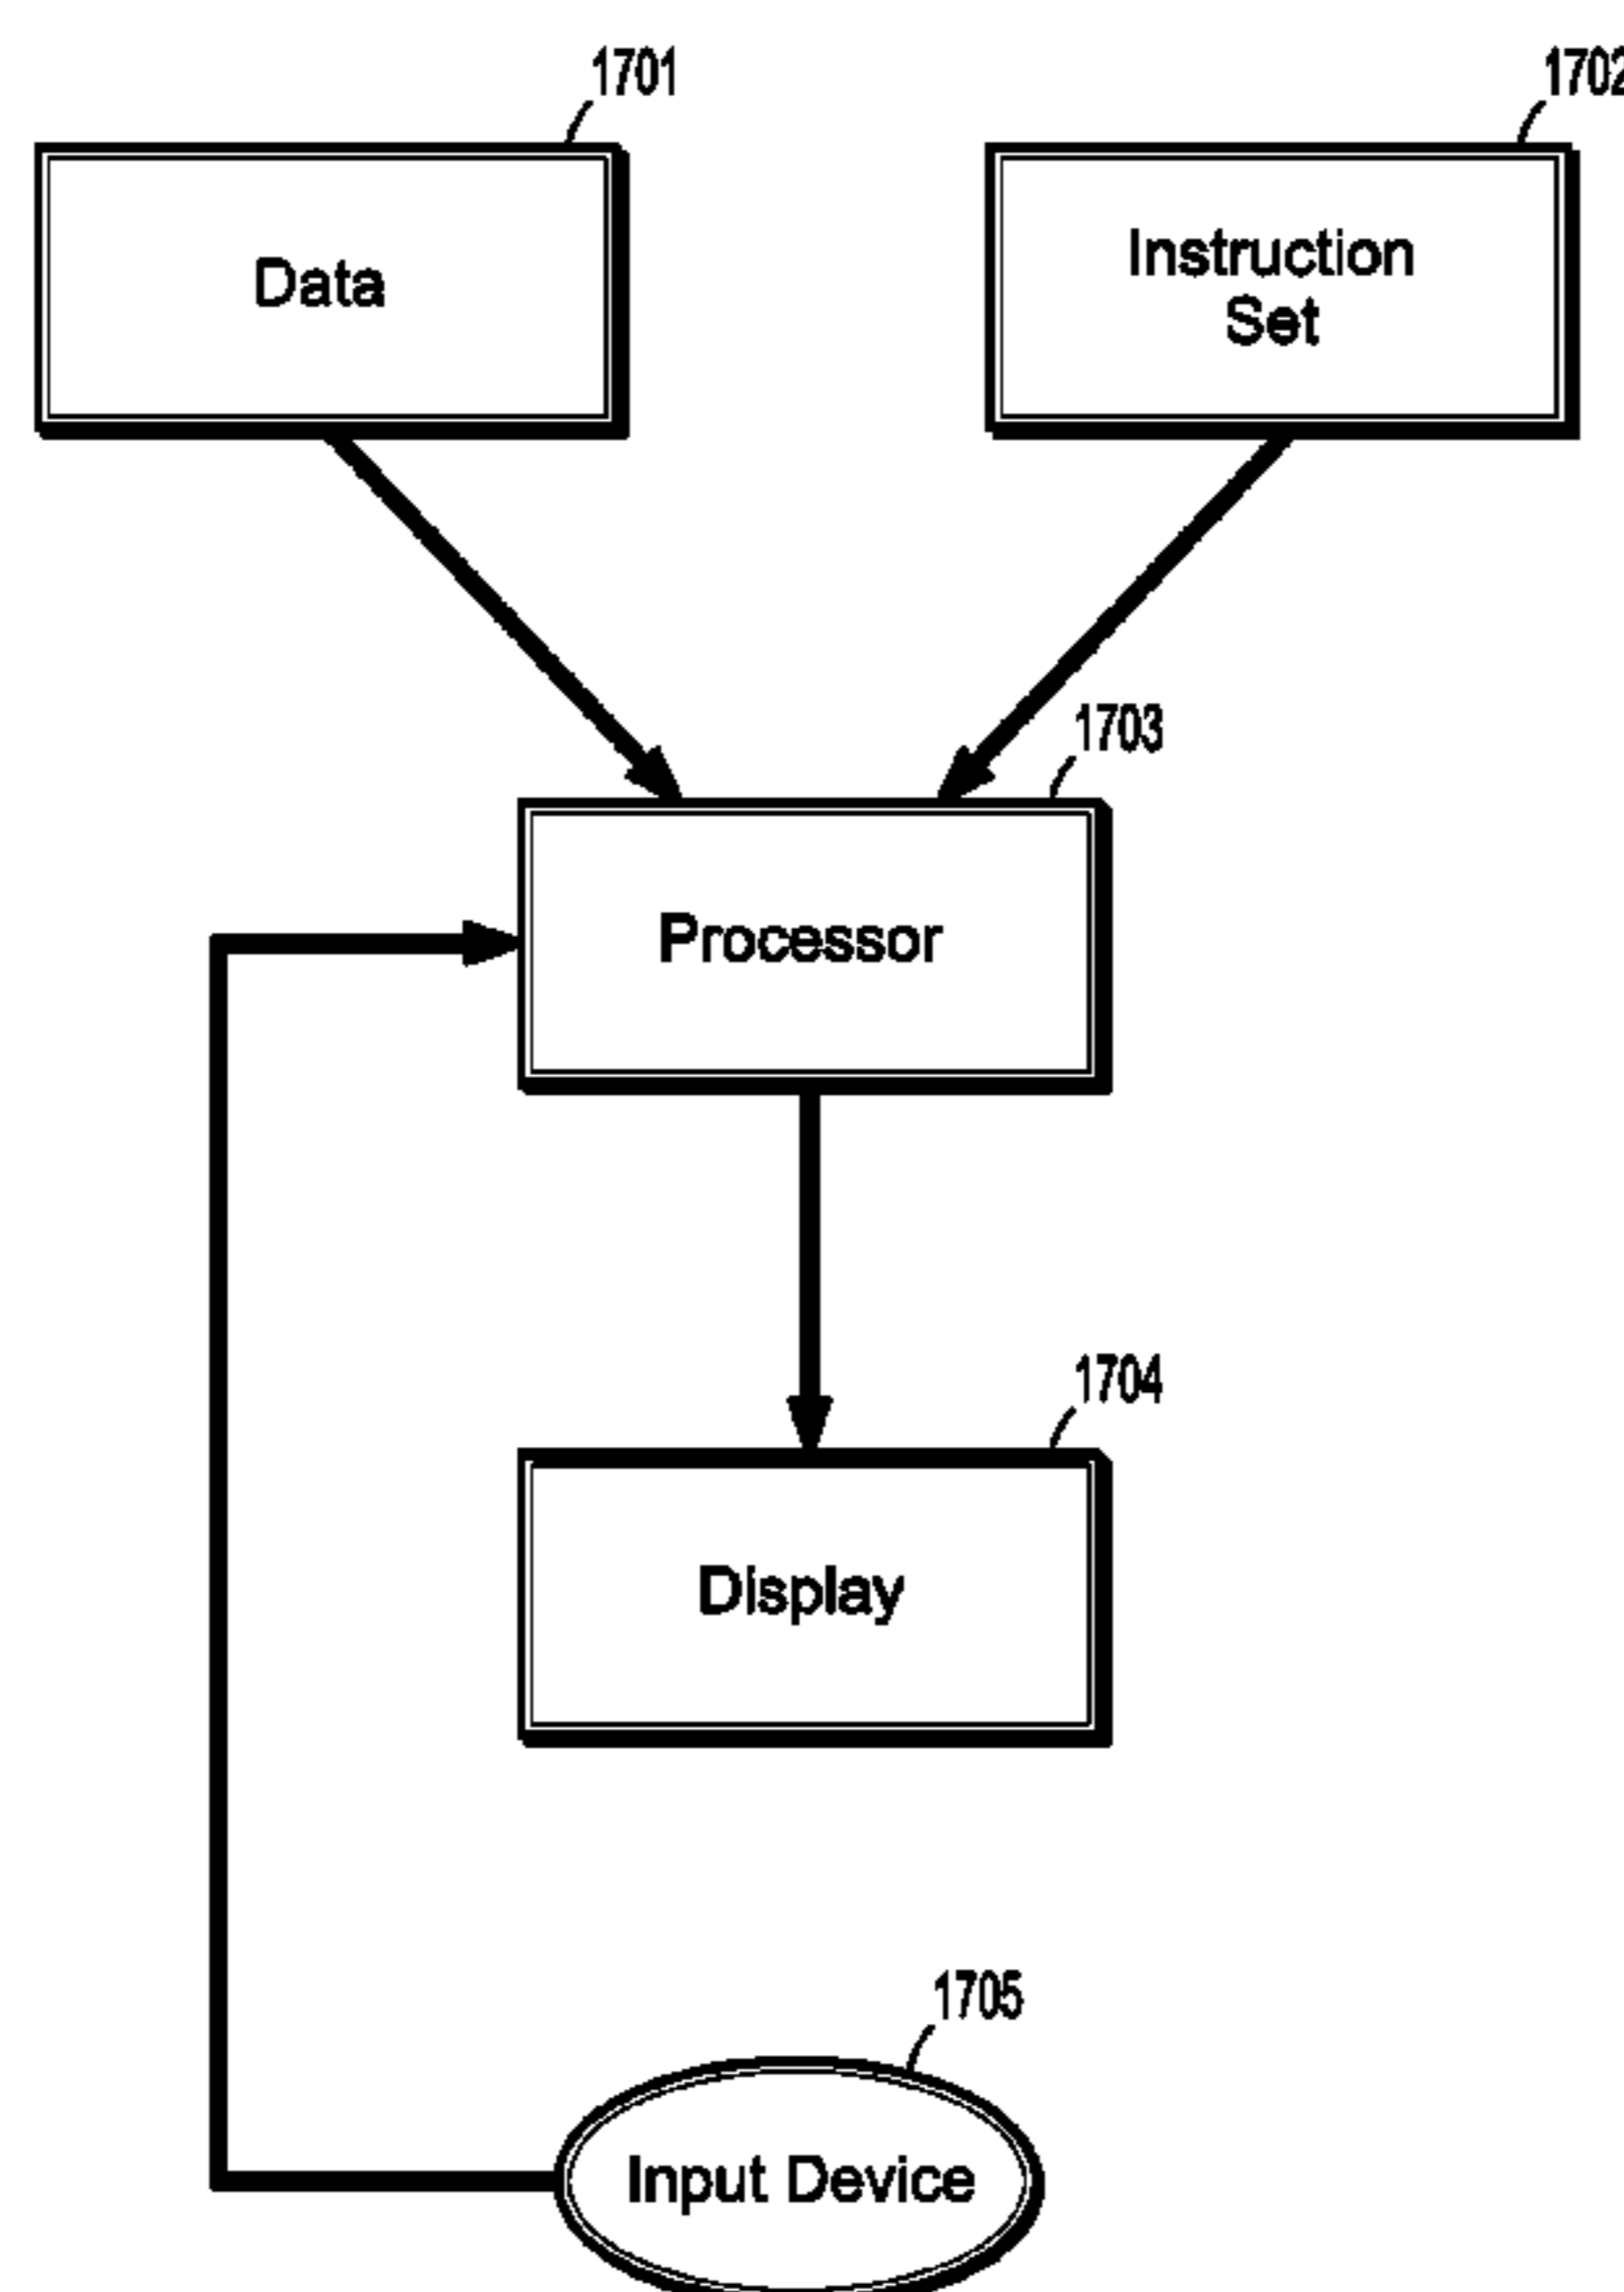 1701
1702
Data
Instruction
Set
1703
Processor
1704
Display
1705
Input Device